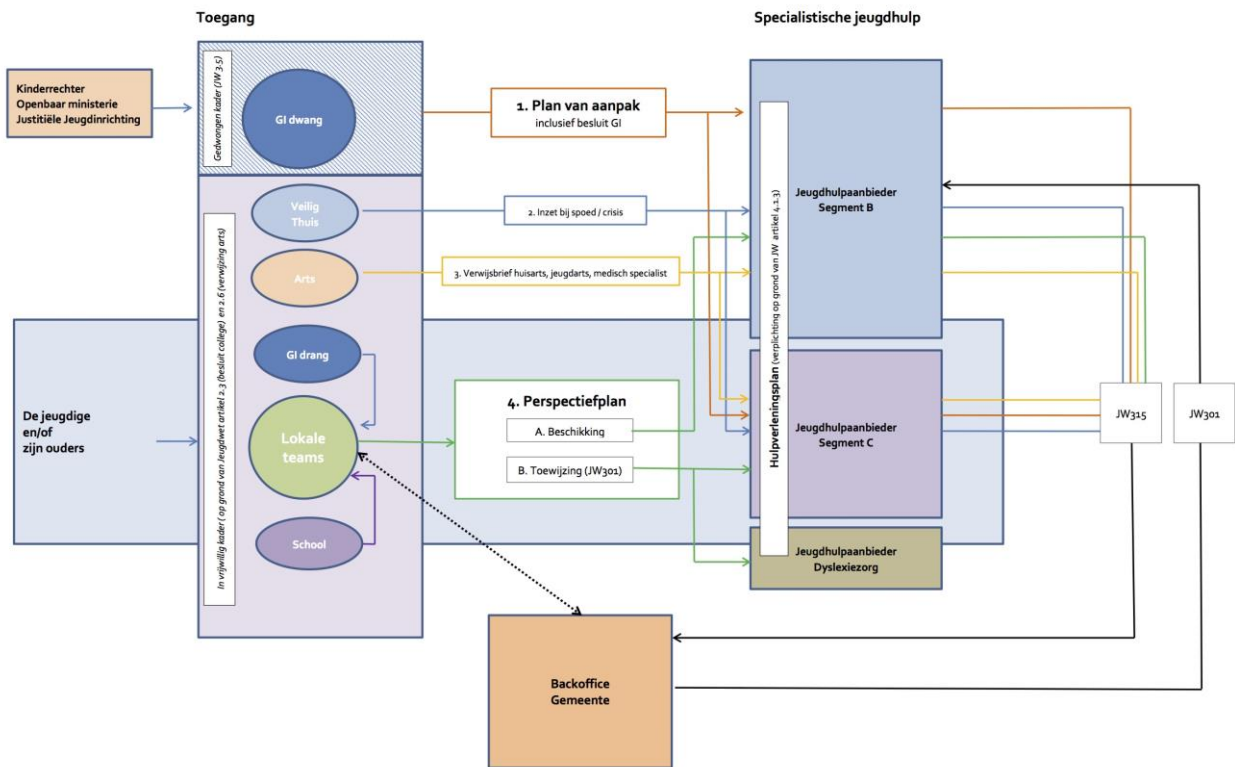 Toegang
Specialistische jeugdhulp
Kinderrechter
Openbaar ministerie
Justitiële Jeugdinrichting
Gedwongen kader (JW 3.5)
GI dwang
1. Plan van aanpak
inclusief besluit GI
Veilig
Thuis
2. Inzet bij spoed / crisis
Arts
3. Verwijsbrief huisarts, jeugdarts, medisch specialist
Jeugdhulpaanbieder
Segment B
In vrijwillig kader ( op grond van Jeugdwet artikel 2.3 (besluit college) en 2.6 (verwijzing arts)
Hulpverleningsplan (verplichting op grond van JW artikel 4.1.3)
GI drang
De jeugdige
en/of
zijn ouders
Lokale
teams
4. Perspectiefplan
A. Beschikking
B. Toewijzing (JW301)
Jeugdhulpaanbieder
Segment C
JW315
JW301
School
Jeugdhulpaanbieder
Dyslexiezorg
Backoffice
Gemeente